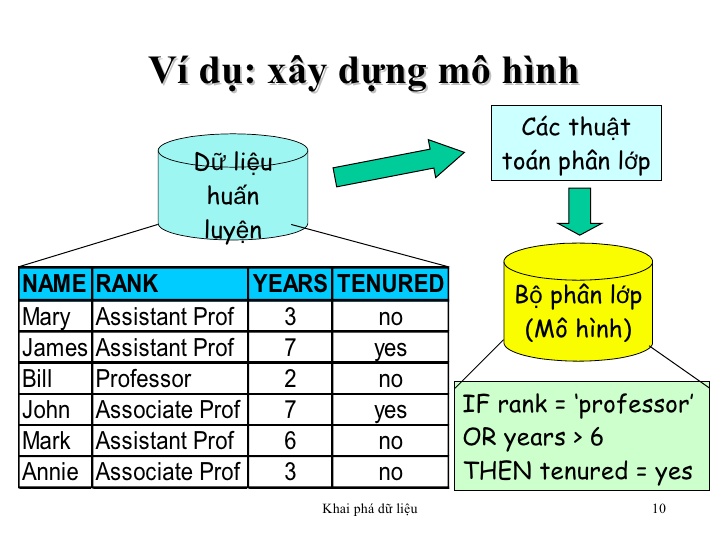 Ví dụ: xây dựng mô hình
Các thuật
toán phân lớp
Dữ liệu
huấn
luyện
NAME RANK YEARS TENURED
Mary Assistant Prof 3 no
James Assistant Prof 7 yes
Bill Professor 2 no
John Associate Prof 7 yes
Mark Assistant Prof 6 no
Annie Associate Prof 3 no
Bộ phân lớp
(Mô hình)
IF rank = ‘professor’
OR years > 6
THEN tenured = yes
Khai phá dữ liệu 10